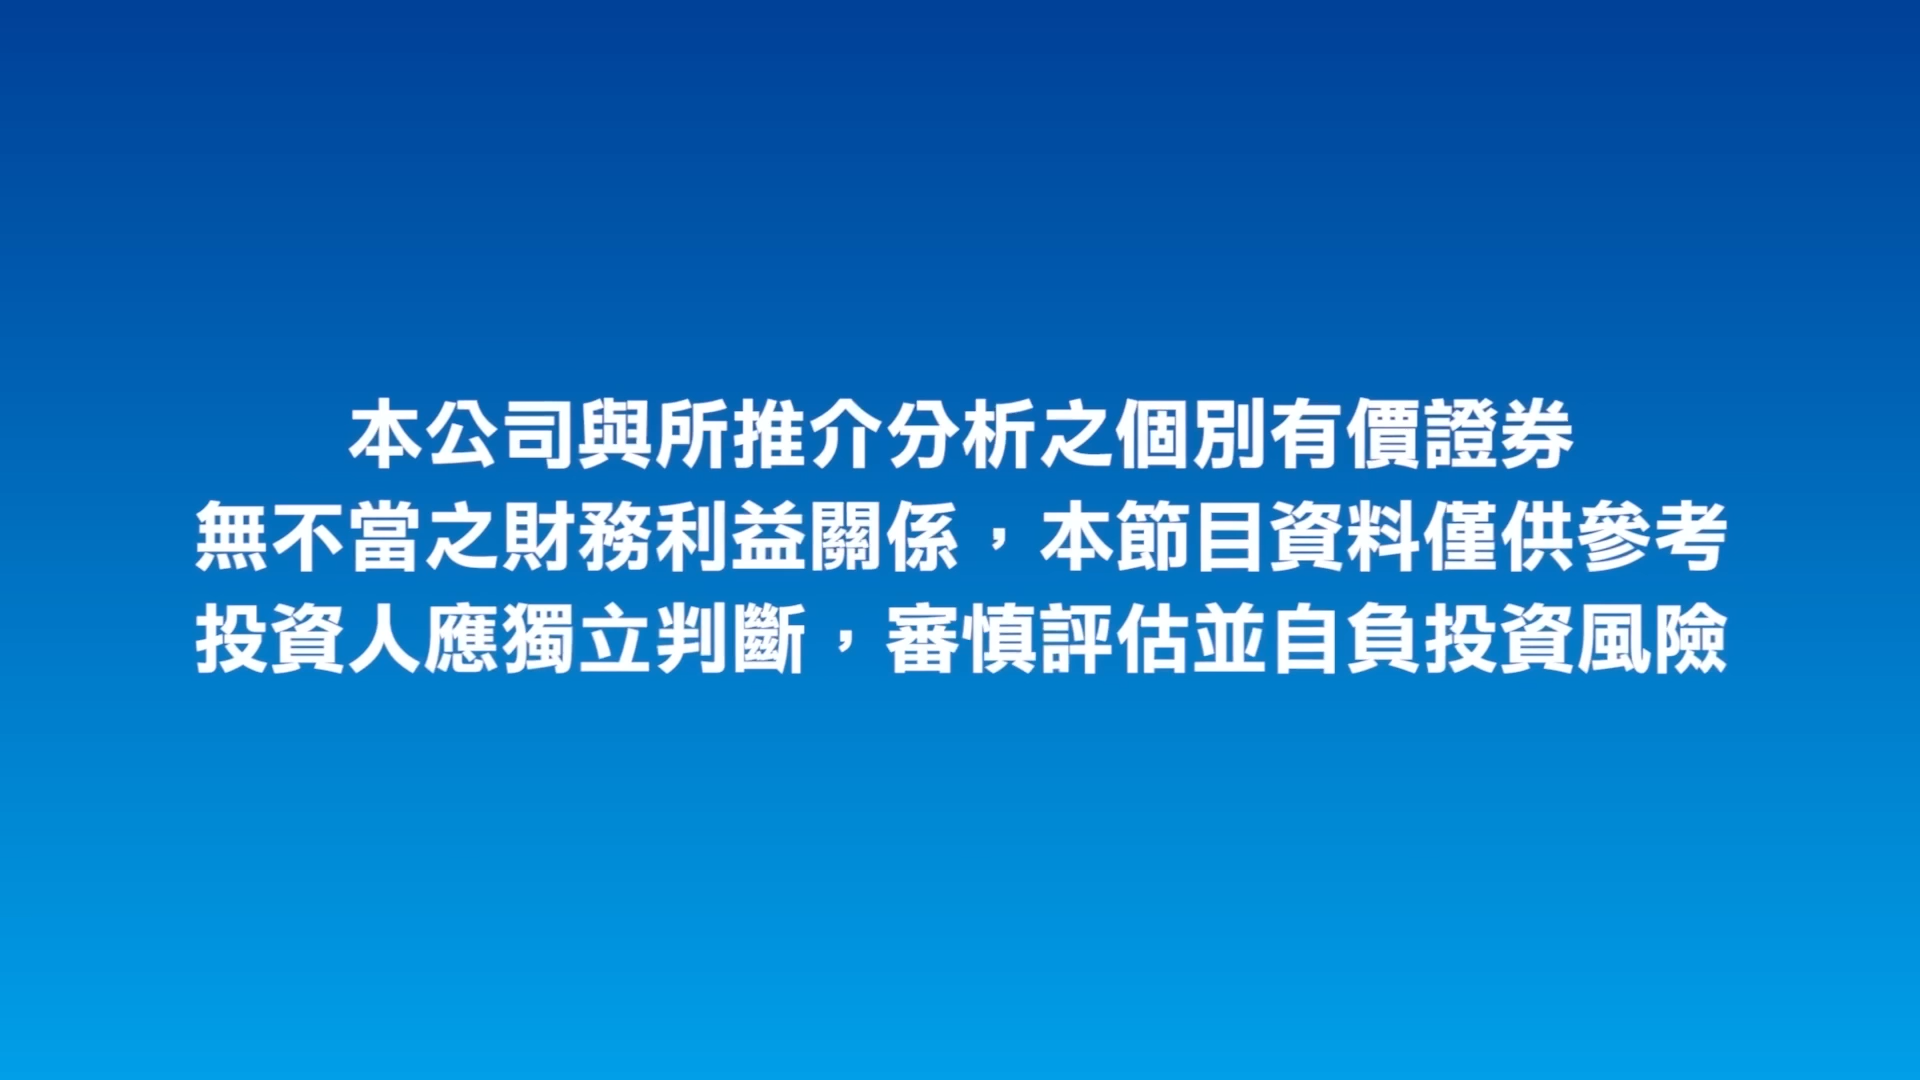 本公司與所推介分析之個別有價證券
無不當之財務利益關係，本節目資料僅供參考
投資人應獨立判斷，審慎評估並自負投資風險